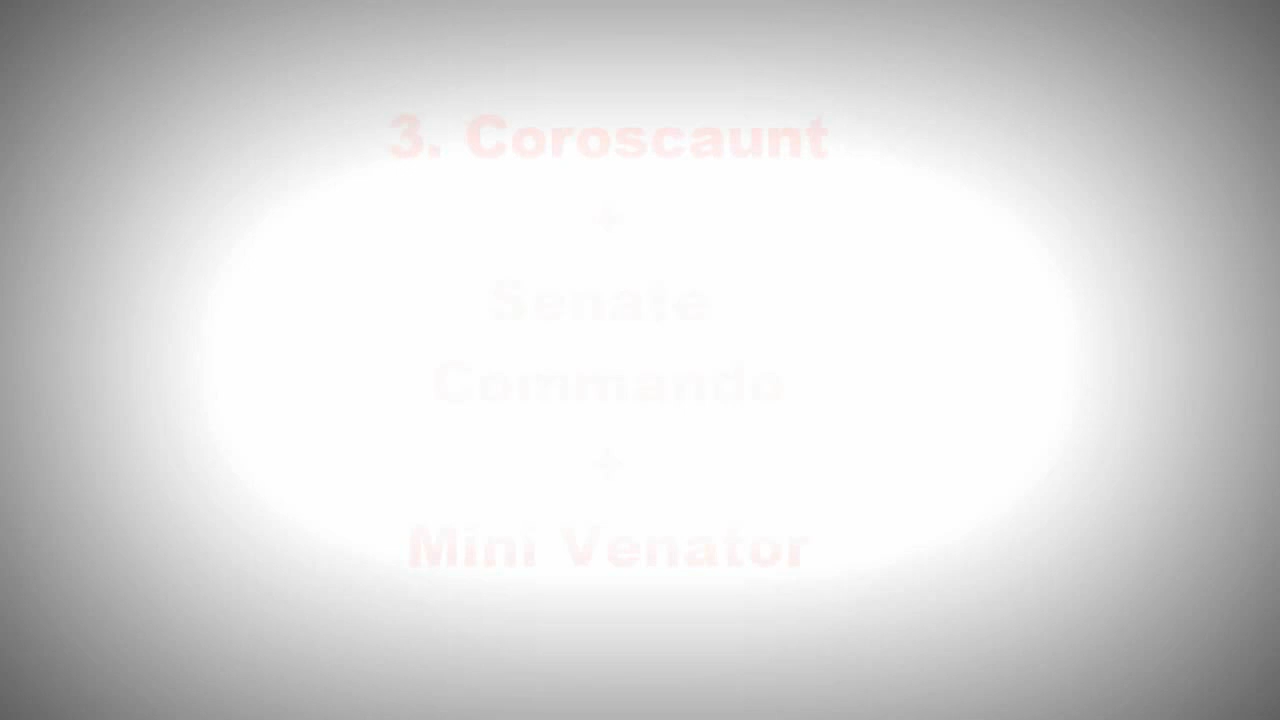 3. Coroscaunt
+
Senate
Commando
+
Mini Venator